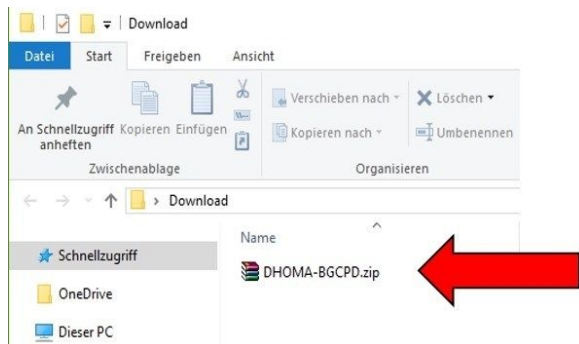 Download
Datei Start Freigeben Ansicht
An Schnellzugriff anheften Kopieren Einfügen Verschieben nach Löschen
Kopieren nach Umbenennen
Zwischenablage Organisieren
Download
Name
Schnellzugriff
DHOMA-BGCPD.zip
OneDrive
Dieser PC